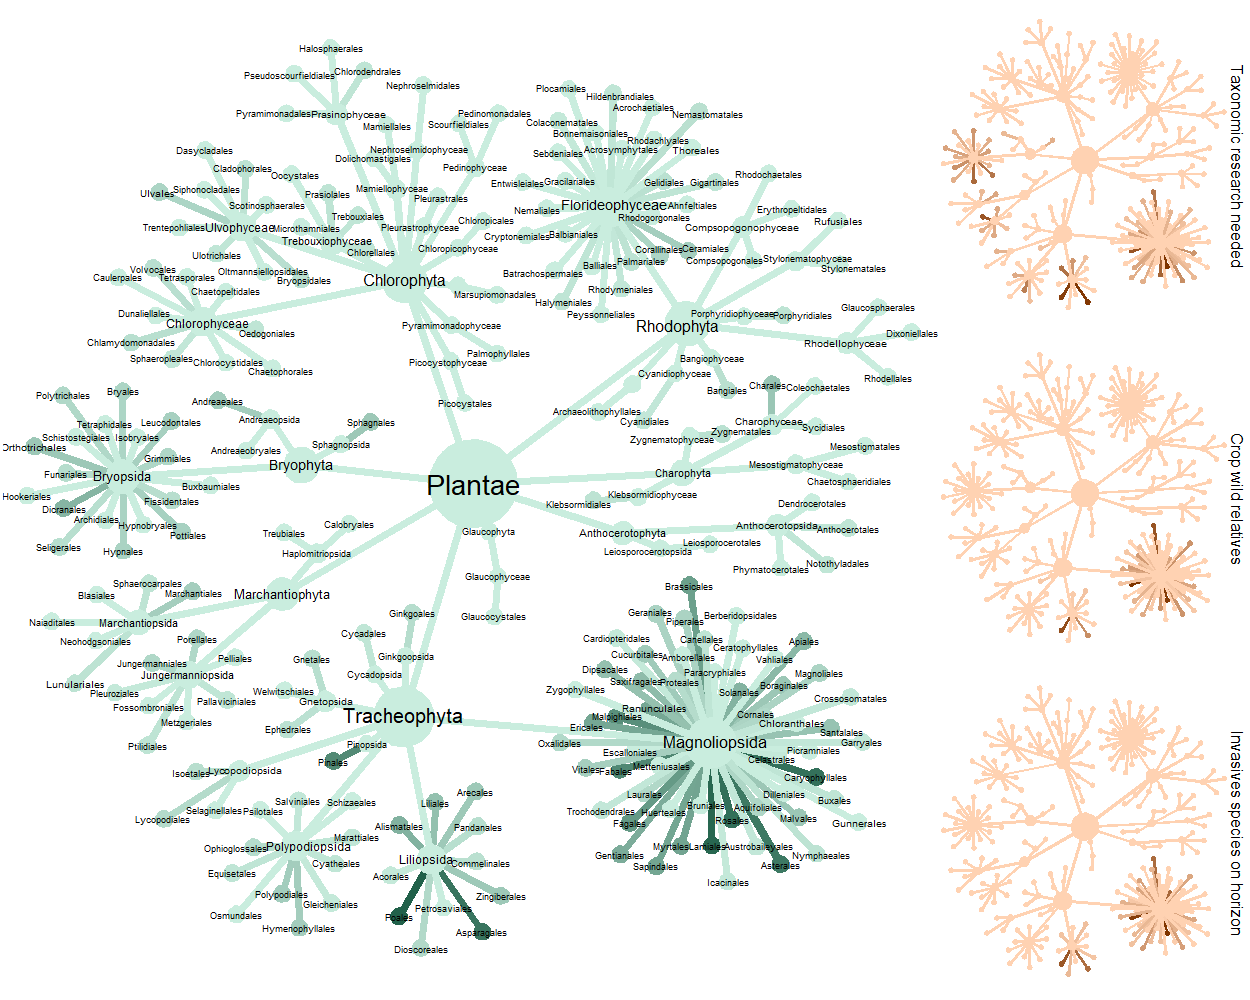 Halosphaerales
Pseudoscourfieldiales
Chlorodendrales
Nephroselmidales
Pyramimonadales
Prasinophyceae
Mamiellales
Pedinomonadales
Scourfieldiales
Nephroselmidophyceae
Dolichomastigales
Pedinophyceae
Dasycladales
Cladophorales
Oocystales
Ulvales
Siphonocladales
Prasiolales
Mamiellophyceae
Pleurastrales
Scotinosphaerales
Trebouxiales
Chloropicales
Trentepohliales
Ulvophyceae
Microthamniales
Pleurastrophyceae
Trebouxiophyceae
Chlorellales
Chloropicophyceae
Ulotrichales
Volvocales
Oltmannsiellopsidales
Caulerpales
Tetrasporales
Bryopsidales
Chlorophyta
Chaetopeltidales
Marsupiomonadales
Dunaliellales
Chlorophyceae
Oedogoniales
Pyramimonadophyceae
Chlamydomonadales
Sphaeropleales
Chlorocystidales
Chaetophorales
Palmophyllales
Picocystophyceae
Picocystales
Plocamiales
Hildenbrandiales
Acrochaetiales
Nemastomatales
Colaconematales
Bonnemaisoniales
Rhodachlyales
Sebdeniales
Acrosymphytales
Thoreales
Entwisleiales
Gracilariales
Gelidiales
Gigartinales
Rhodochaetales
Nemaliales
Florideophyceae
Ahnfeltiales
Erythropeltidales
Rhodogorgonales
Rufusiales
Cryptonemiales
Balbianiales
Compsopogonophyceae
Corallinales
Ceramiales
Batrachospermales
Balliales
Palmariales
Compsopogonales
Stylonematophyceae
Stylonematales
Rhodymeniales
Halymeniales
Peyssonneliales
Rhodophyta
Porphyridiophyceae
Porphyridiales
Glaucosphaerales
Rhodellophyceae
Dixoniellales
Rhodellales
Bangiophyceae
Cyanidiophyceae
Bangiales
Charales
Coleochaetales
Archaeolithophyllales
Cyanidiales
Charophyceae
Zygnematales
Sycidiales
Zygnematophyceae
Mesostigmatales
Mesostigmatophyceae
Charophyta
Chaetosphaeridiales
Klebsormidiophyceae
Klebsormidiales
Dendrocerotales
Anthocerotopsida
Anthocerotales
Anthocerotophyta
Leiosporocerotales
Leiosporocerotopsida
Notothyladales
Phymatocerotales
Polytrichales
Bryales
Andreaeales
Tetraphidales
Leucodontales
Andreaeopsida
Sphagnales
Schistostegiales
Isobryales
Orthotrichales
Andreaeobryales
Sphagnopsida
Grimmiales
Bryophyta
Funariales
Bryopsida
Buxbaumiales
Hookeriales
Dicranales
Fissidentales
Archidiales
Hypnobryales
Pottiales
Seligerales
Hypnales
Plantae
Glaucophyta
Glaucophyceae
Glaucocystales
Calobryales
Treubiales
Haplomitriopsida
Sphaerocarpales
Blasiales
Marchantiales
Marchantiophyta
Naiaditales
Marchantiopsida
Neohodgsoniales
Porellales
Jungermanniales
Pelliales
Jungermanniopsida
Lunulariales
Pleuroziales
Fossombroniales
Pallaviciniales
Metzgeriales
Ptilidiales
Ginkgoales
Cycadales
Gnetales
Ginkgoopsida
Cycadopsida
Welwitschiales
Gnetopsida
Ephedrales
Tracheophyta
Pinopsida
Pinales
Isoetales
Lycopodiopsida
Selaginellales
Lycopodiales
Salviniales
Schizaeales
Psilotales
Marattiales
Ophioglossales
Polypodiopsida
Equisetales
Cyatheales
Polypodiales
Gleicheniales
Osmundales
Hymenophyllales
Arecales
Liliales
Alismatales
Pandanales
Liliopsida
Commelinales
Acorales
Zingiberales
Petrosaviales
Poales
Asparagales
Dioscoreales
Brassicales
Geraniales
Piperales
Berberidopsidales
Cardiopteridales
Canellales
Ceratophyllales
Apiales
Cucurbitales
Amborellales
Vahliales
Dipsacales
Saxifragales
Proteales
Paracryphiales
Magnoliales
Zygophyllales
Solanales
Boraginales
Crossosomatales
Ranunculales
Malpighiales
Cornales
Chloranthales
Ericales
Santalales
Oxalidales
Magnoliopsida
Garryales
Escalloniales
Picramniales
Vitales
Fabales
Metteniusales
Celastrales
Caryophyllales
Laurales
Dilleniales
Buxales
Trochodendrales
Huerteales
Bruniales
Aquifoliales
Fagales
Rosales
Malvales
Gunnerales
Gentianales
Myrtales
Lamiales
Austrobaileyales
Nymphaeales
Sapindales
Asterales
Icacinales
Taxonomic research needed
Crop wild relatives
Invasives species on horizon